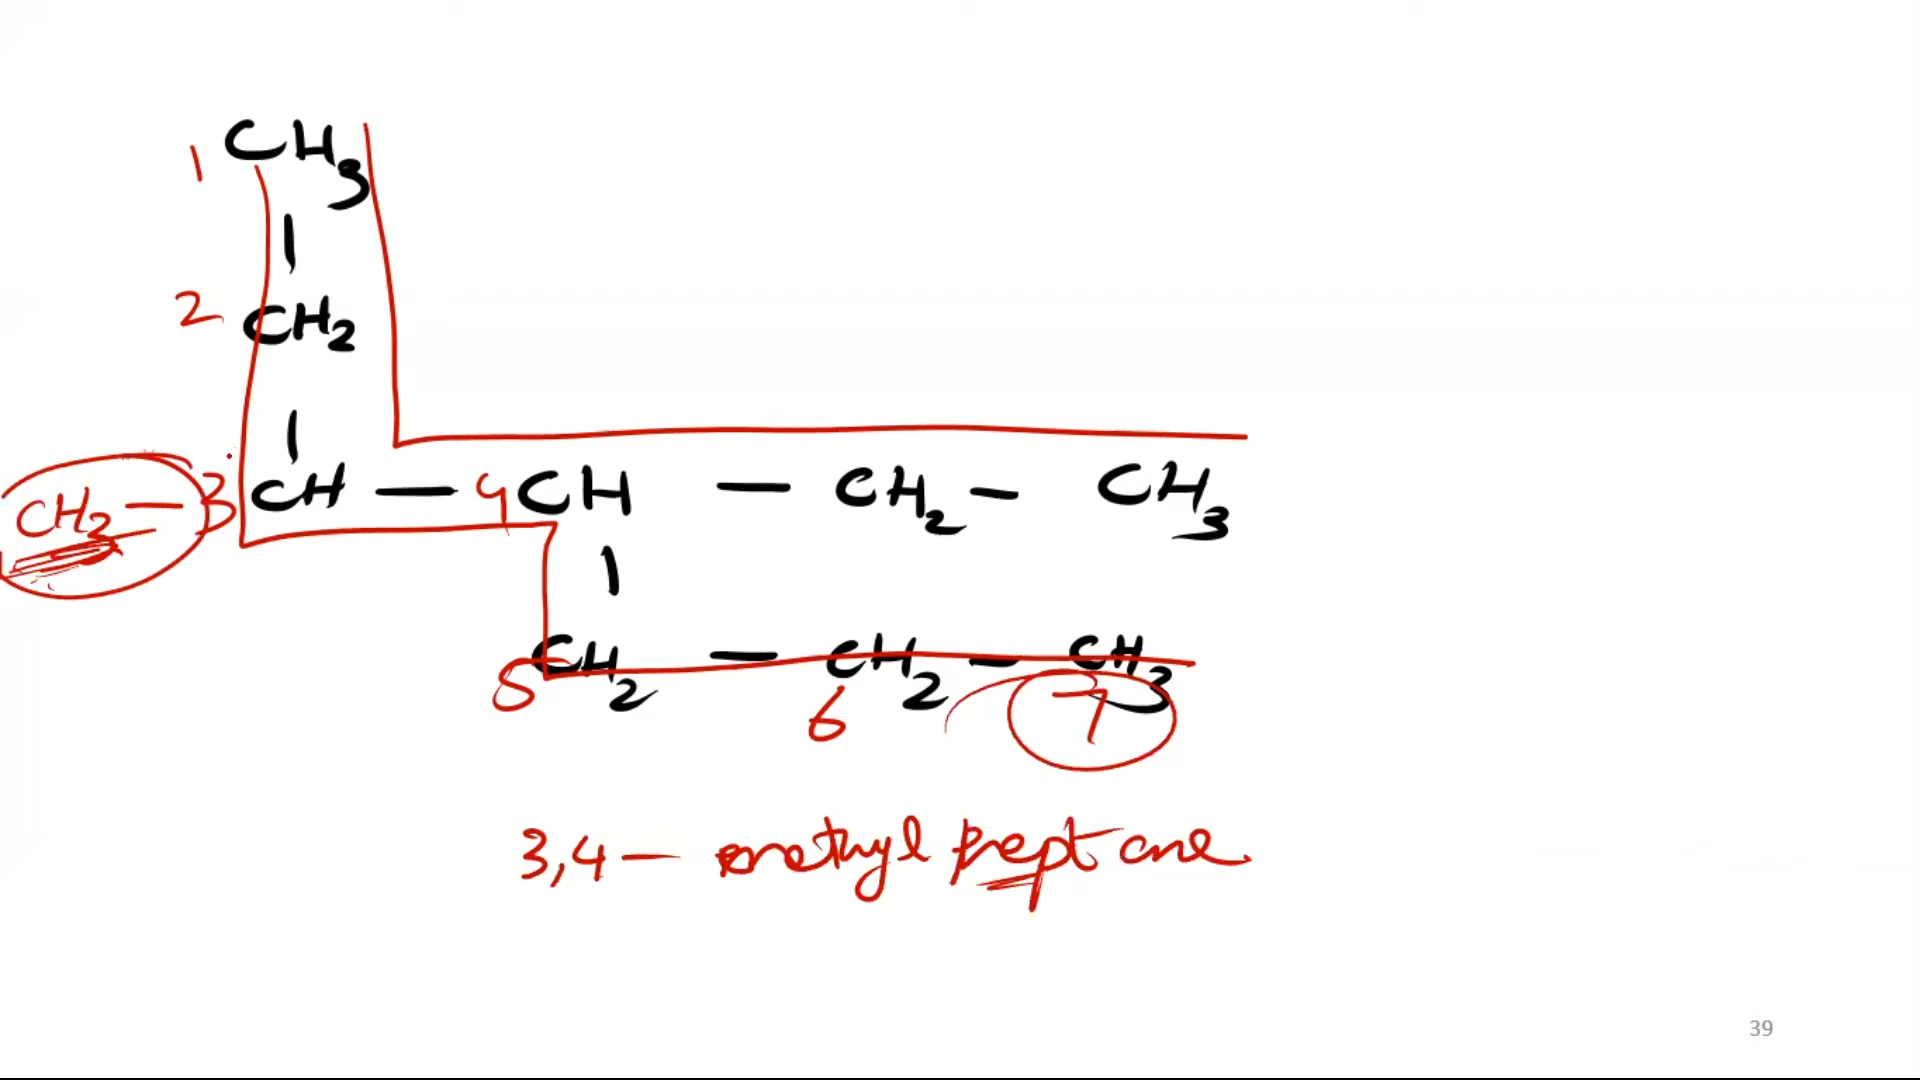 1 CH3
|
2 CH2
|
CH3 — 3 CH — 4 CH — CH2 — CH3
|
5 CH2 — CH2 — CH3
6 7
3,4 — methyl heptane
39